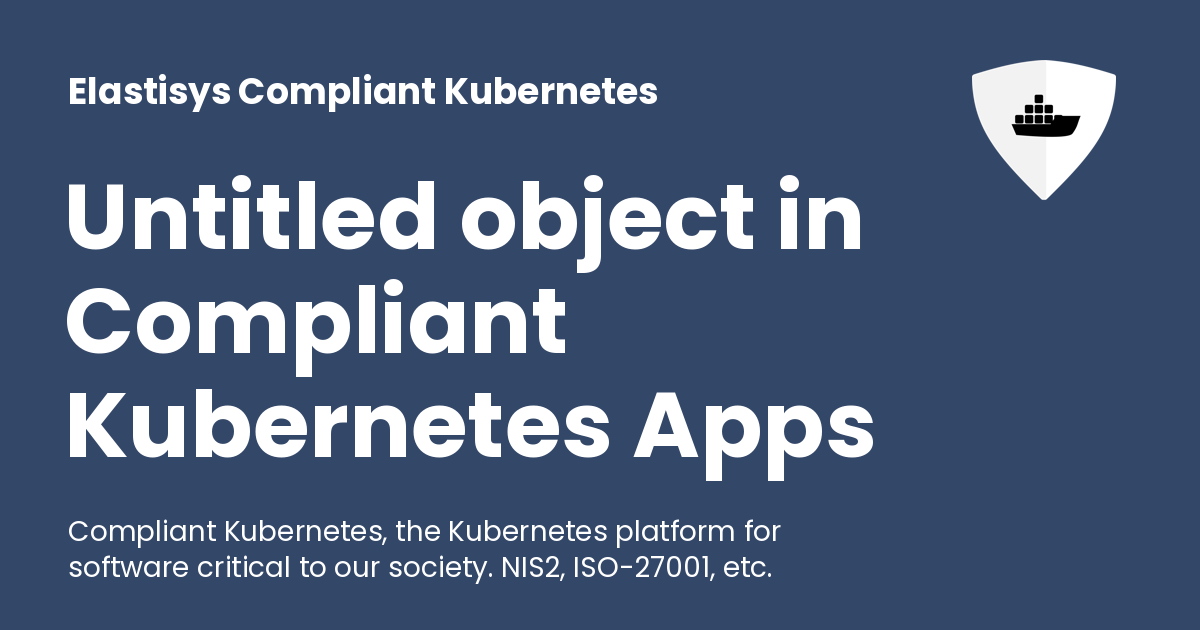 Elastisys Compliant Kubernetes
Untitled object in
Compliant
Kubernetes Apps
Compliant Kubernetes, the Kubernetes platform for
software critical to our society. NIS2, ISO-27001, etc.